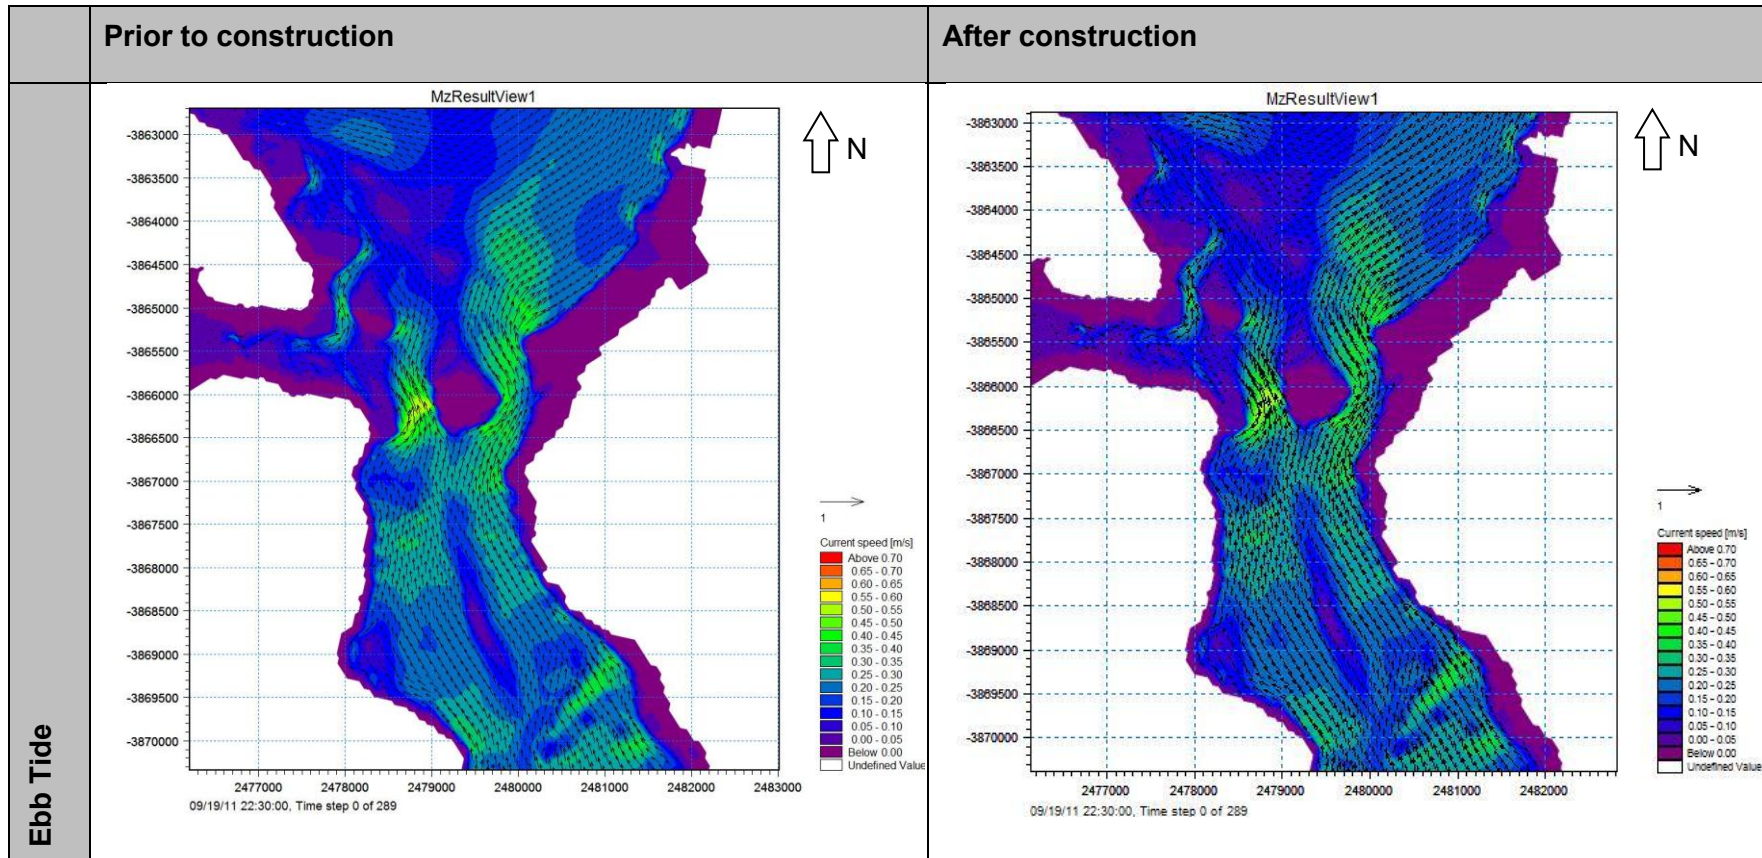 Prior to construction
After construction
Ebb Tide
MzResultView1
-3863000
-3863500
-3864000
-3864500
-3865000
-3865500
-3866000
-3866500
-3867000
-3867500
-3868000
-3868500
-3869000
-3869500
-3870000
2477000 2478000 2479000 2480000 2481000 2482000 2483000
09/19/11 22:30:00, Time step 0 of 289
N
1
Current speed [m/s]
Above 0.70
0.65 - 0.70
0.60 - 0.65
0.55 - 0.60
0.50 - 0.55
0.45 - 0.50
0.40 - 0.45
0.35 - 0.40
0.30 - 0.35
0.25 - 0.30
0.20 - 0.25
0.15 - 0.20
0.10 - 0.15
0.05 - 0.10
0.00 - 0.05
Below 0.00
Undefined Value
MzResultView1
-3863000
-3863500
-3864000
-3864500
-3865000
-3865500
-3866000
-3866500
-3867000
-3867500
-3868000
-3868500
-3869000
-3869500
-3870000
2477000 2478000 2479000 2480000 2481000 2482000
09/19/11 22:30:00, Time step 0 of 289
N
1
Current speed [m/s]
Above 0.70
0.65 - 0.70
0.60 - 0.65
0.55 - 0.60
0.50 - 0.55
0.45 - 0.50
0.40 - 0.45
0.35 - 0.40
0.30 - 0.35
0.25 - 0.30
0.20 - 0.25
0.15 - 0.20
0.10 - 0.15
0.05 - 0.10
0.00 - 0.05
Below 0.00
Undefined Value